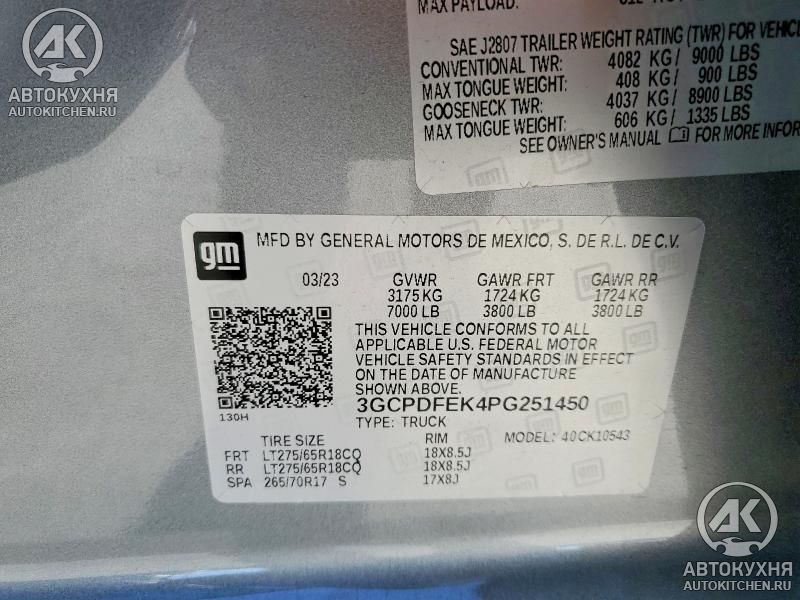 MAX PAYLOAD:
SAE J2807 TRAILER WEIGHT RATING (TWR) FOR VEHICL
CONVENTIONAL TWR: 4082 KG/ 9000 LBS
MAX TONGUE WEIGHT: 408 KG/ 900 LBS
GOOSENECK TWR: 4037 KG/ 8900 LBS
MAX TONGUE WEIGHT: 606 KG/ 1335 LBS
SEE OWNER'S MANUAL FOR MORE INFOR
АК
АВТОКУХНЯ
AUTOKITCHEN.RU
gm
MFD BY GENERAL MOTORS DE MEXICO, S. DE R.L. DE C.V.
03/23 GVWR GAWR FRT GAWR RR
3175 KG 1724 KG 1724 KG
7000 LB 3800 LB 3800 LB
THIS VEHICLE CONFORMS TO ALL
APPLICABLE U.S. FEDERAL MOTOR
VEHICLE SAFETY STANDARDS IN EFFECT
ON THE DATE OF MANUFACTURE
SHOWN ABOVE.
3GCPDFEK4PG251450
130H
TYPE: TRUCK MODEL: 40CK10543
TIRE SIZE RIM
FRT LT275/65R18CQ 18X8.5J
RR LT275/65R18CQ 18X8.5J
SPA 265/70R17 S 17X8J
АК
АВТОКУХНЯ
AUTOKITCHEN.RU